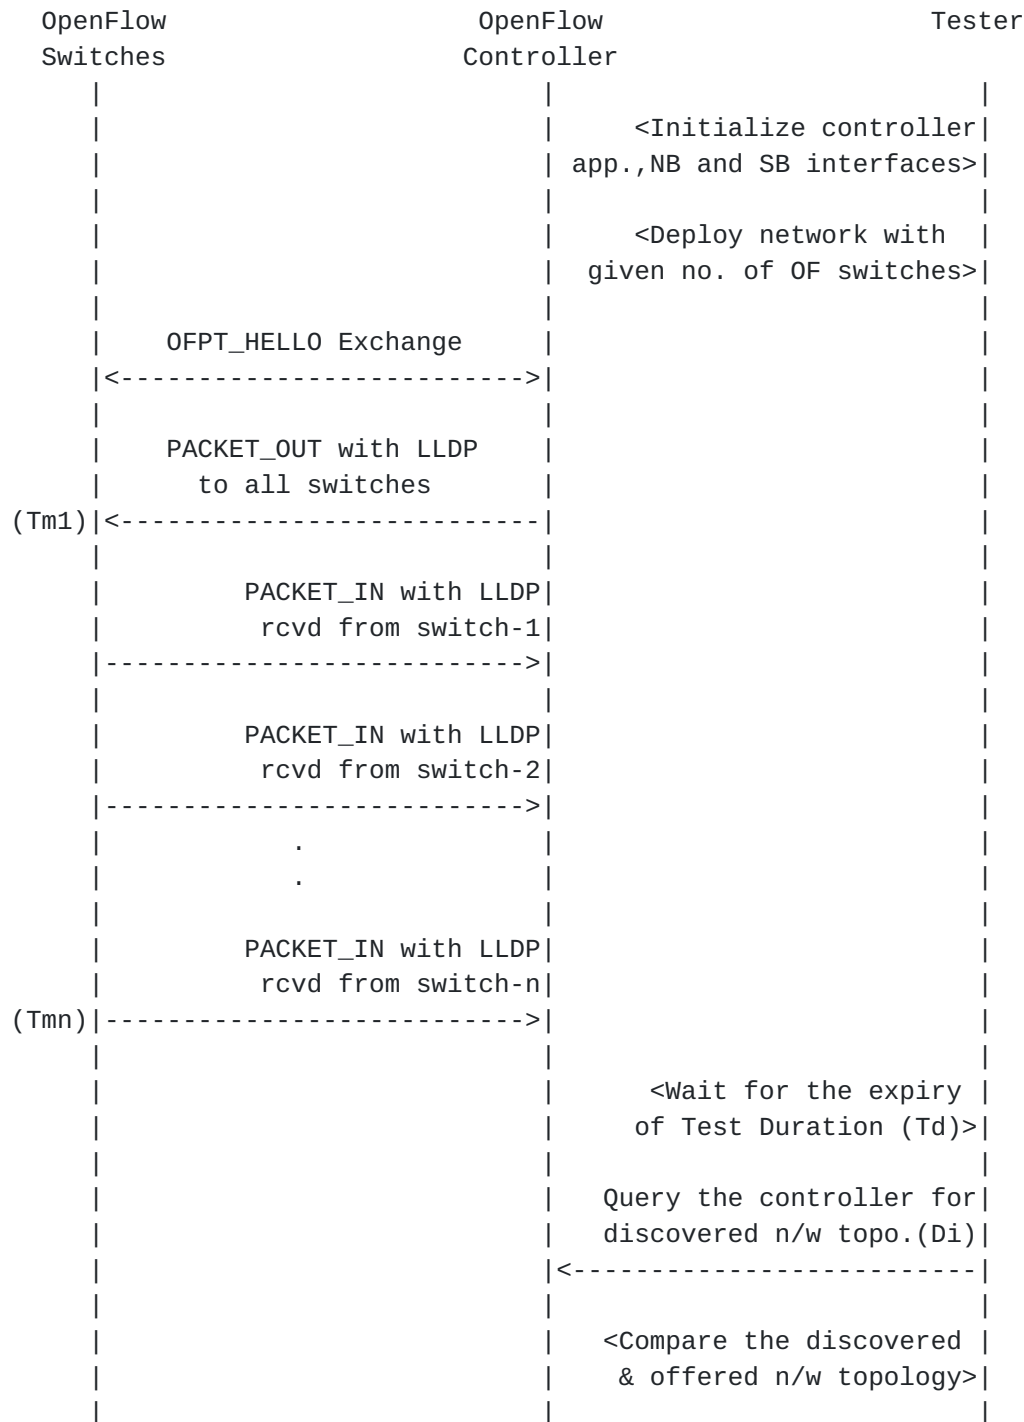 OpenFlow                    OpenFlow                     Tester
Switches                   Controller
<Initialize controller
app.,NB and SB interfaces>
<Deploy network with
given no. of OF switches>
OFPT_HELLO Exchange
<-------------------------->
PACKET_OUT with LLDP
to all switches
(Tm1)|<---------------------------
PACKET_IN with LLDP
rcvd from switch-1
--------------------------->
PACKET_IN with LLDP
rcvd from switch-2
--------------------------->
.
.
PACKET_IN with LLDP
rcvd from switch-n
(Tmn)|--------------------------->
<Wait for the expiry
of Test Duration (Td)>
Query the controller for
discovered n/w topo.(Di)
<--------------------------
<Compare the discovered
& offered n/w topology>